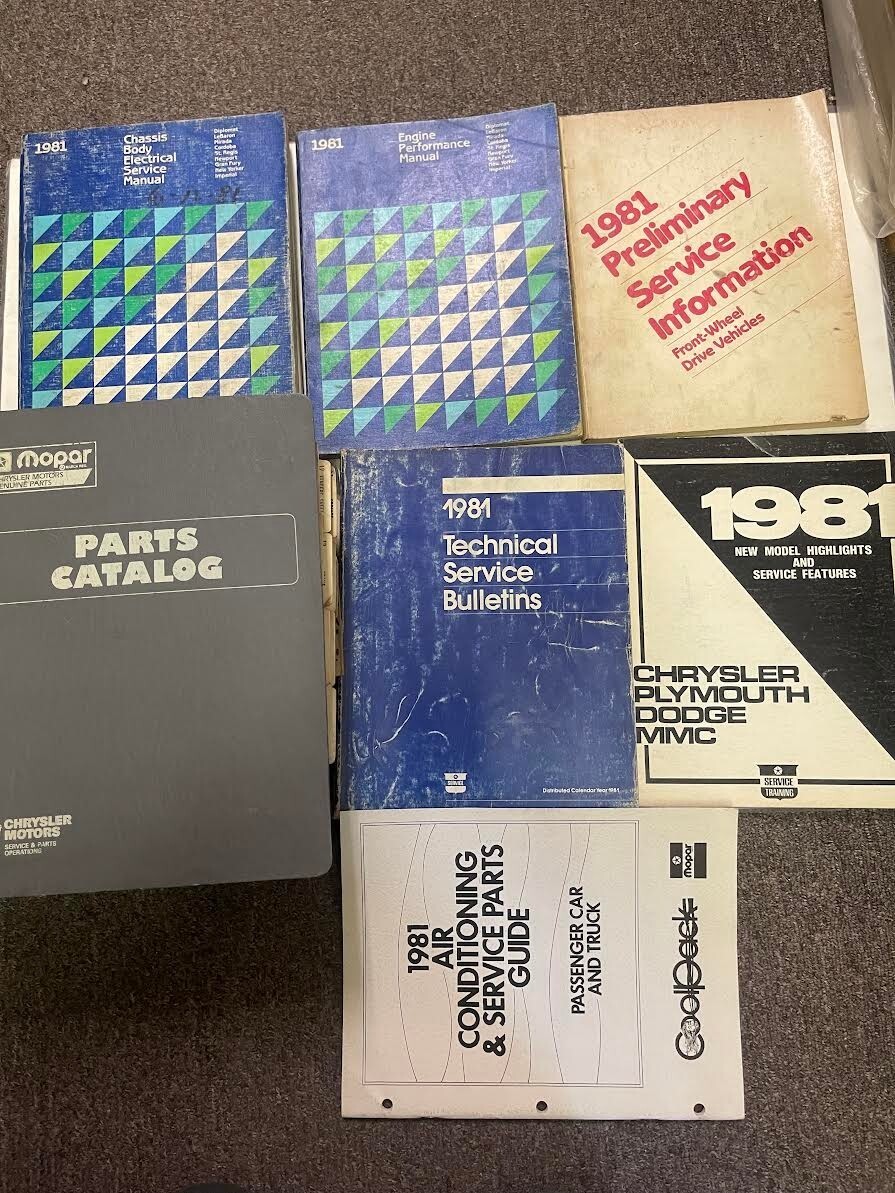 1981
Chassis
Body
Electrical
Service
Manual
Diplomat
LeBaron
Mirada
Cordoba
St. Regis
Newport
Gran Fury
New Yorker
Imperial
1981
Engine
Performance
Manual
Diplomat
LeBaron
Mirada
Cordoba
St. Regis
Newport
Gran Fury
New Yorker
Imperial
1981
Preliminary
Service
Information
Front-Wheel
Drive Vehicles
Mopar
HRYSLER MOTORS
ENUINE PARTS
PARTS
CATALOG
CHRYSLER
MOTORS
SERVICE & PARTS
OPERATIONS
1981
Technical
Service
Bulletins
Distributed Calendar Year 1981
1981
NEW MODEL HIGHLIGHTS
AND
SERVICE FEATURES
CHRYSLER
PLYMOUTH
DODGE
MMC
SERVICE
TRAINING
1981
AIR
CONDITIONING
& SERVICE PARTS
GUIDE
PASSENGER CAR
AND TRUCK
Mopar
CoolPack